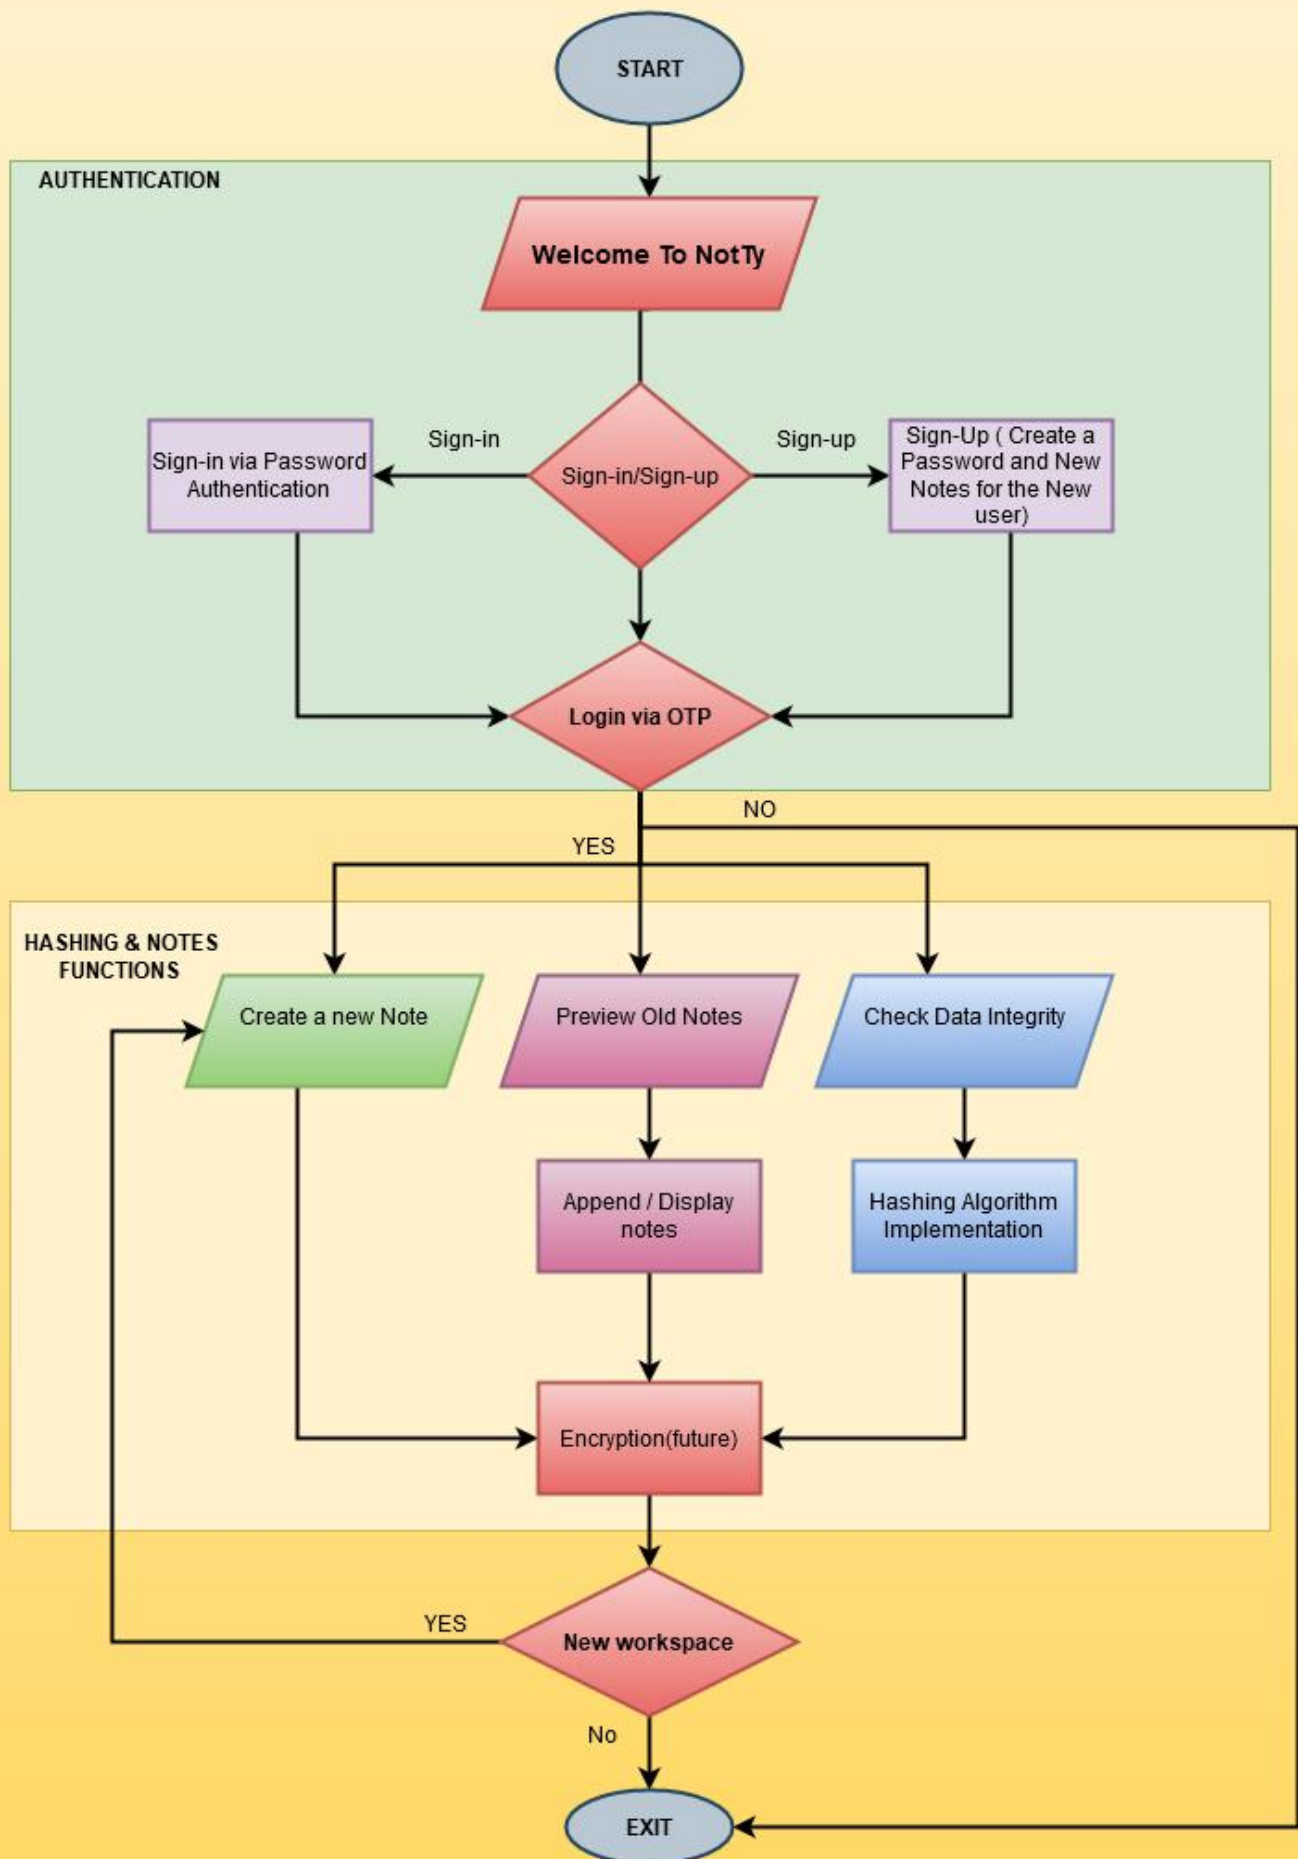 START
AUTHENTICATION
Welcome To NotTy
Sign-in
Sign-up
Sign-in via Password
Authentication
Sign-in/Sign-up
Sign-Up ( Create a
Password and New
Notes for the New
user)
Login via OTP
NO
YES
HASHING & NOTES
FUNCTIONS
Create a new Note
Preview Old Notes
Check Data Integrity
Append / Display
notes
Hashing Algorithm
Implementation
Encryption(future)
YES
New workspace
No
EXIT